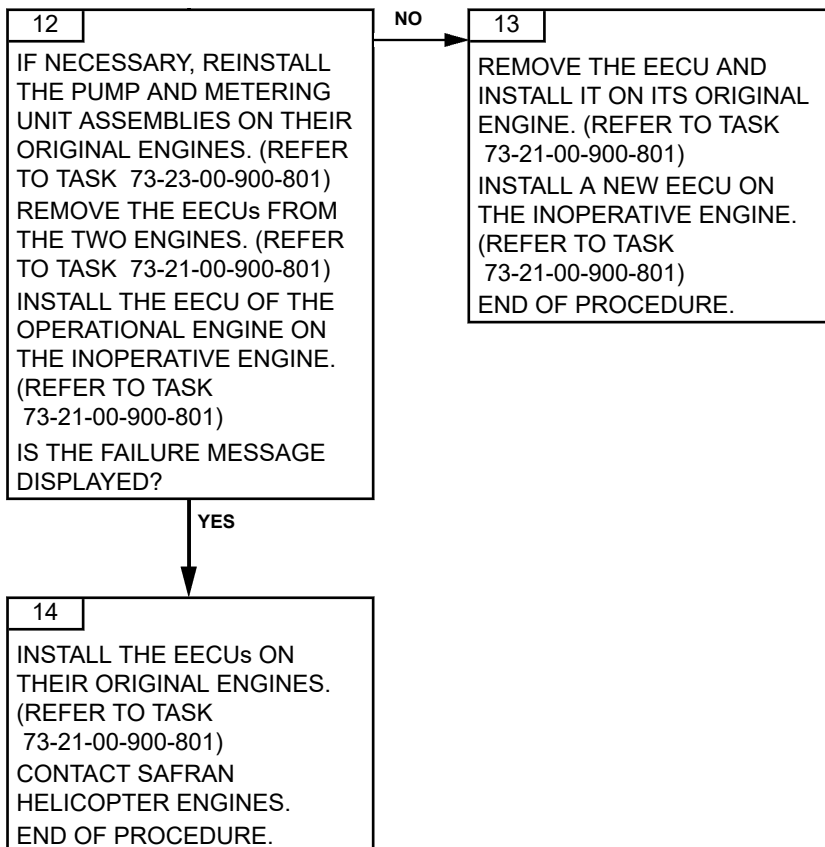 12
IF NECESSARY, REINSTALL
THE PUMP AND METERING
UNIT ASSEMBLIES ON THEIR
ORIGINAL ENGINES. (REFER
TO TASK 73-23-00-900-801)
REMOVE THE EECUs FROM
THE TWO ENGINES. (REFER
TO TASK 73-21-00-900-801)
INSTALL THE EECU OF THE
OPERATIONAL ENGINE ON
THE INOPERATIVE ENGINE.
(REFER TO TASK
73-21-00-900-801)
IS THE FAILURE MESSAGE
DISPLAYED?
NO
13
REMOVE THE EECU AND
INSTALL IT ON ITS ORIGINAL
ENGINE. (REFER TO TASK
73-21-00-900-801)
INSTALL A NEW EECU ON
THE INOPERATIVE ENGINE.
(REFER TO TASK
73-21-00-900-801)
END OF PROCEDURE.
YES
14
INSTALL THE EECUs ON
THEIR ORIGINAL ENGINES.
(REFER TO TASK
73-21-00-900-801)
CONTACT SAFRAN
HELICOPTER ENGINES.
END OF PROCEDURE.